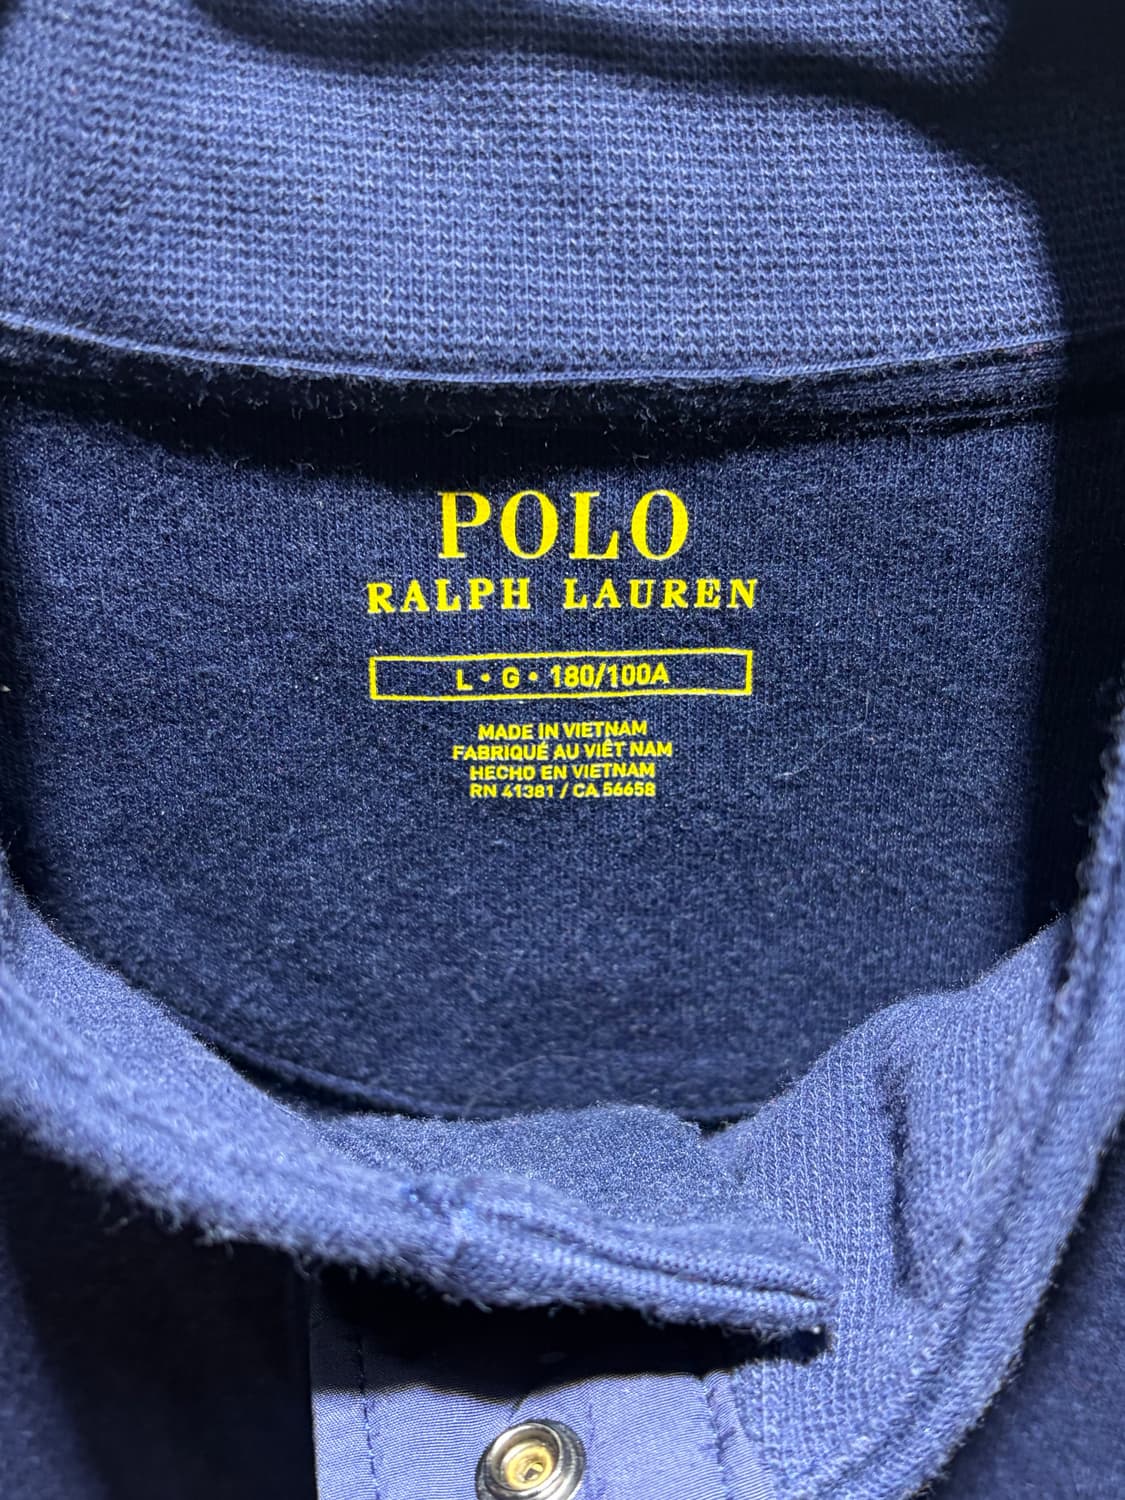 POLO
RALPH LAUREN
L • G • 180/100A
MADE IN VIETNAM
FABRIQUÉ AU VIÊT NAM
HECHO EN VIETNAM
RN 41381 / CA 56658